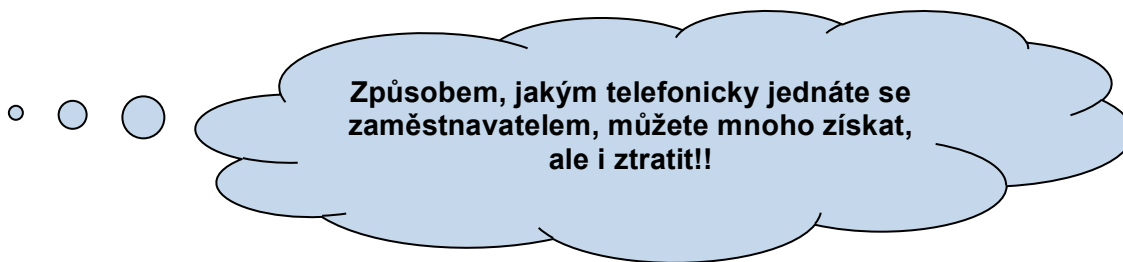 Způsobem, jakým telefonicky jednáte se
zaměstnavatelem, můžete mnoho získat,
ale i ztratit!!